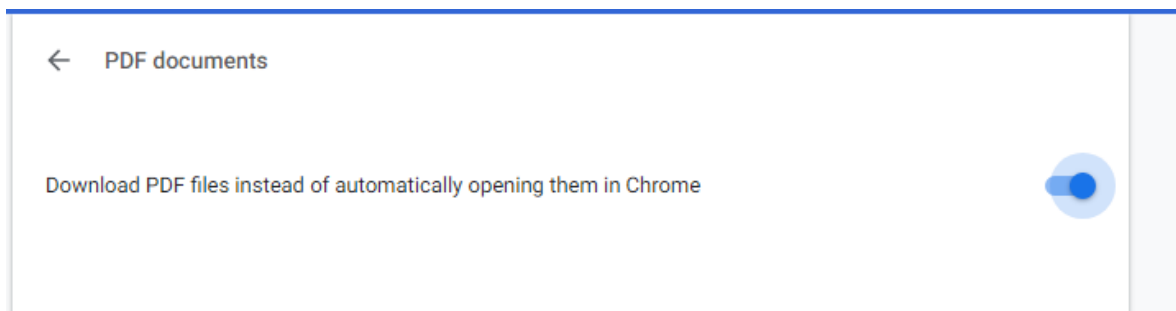 PDF documents
Download PDF files instead of automatically opening them in Chrome